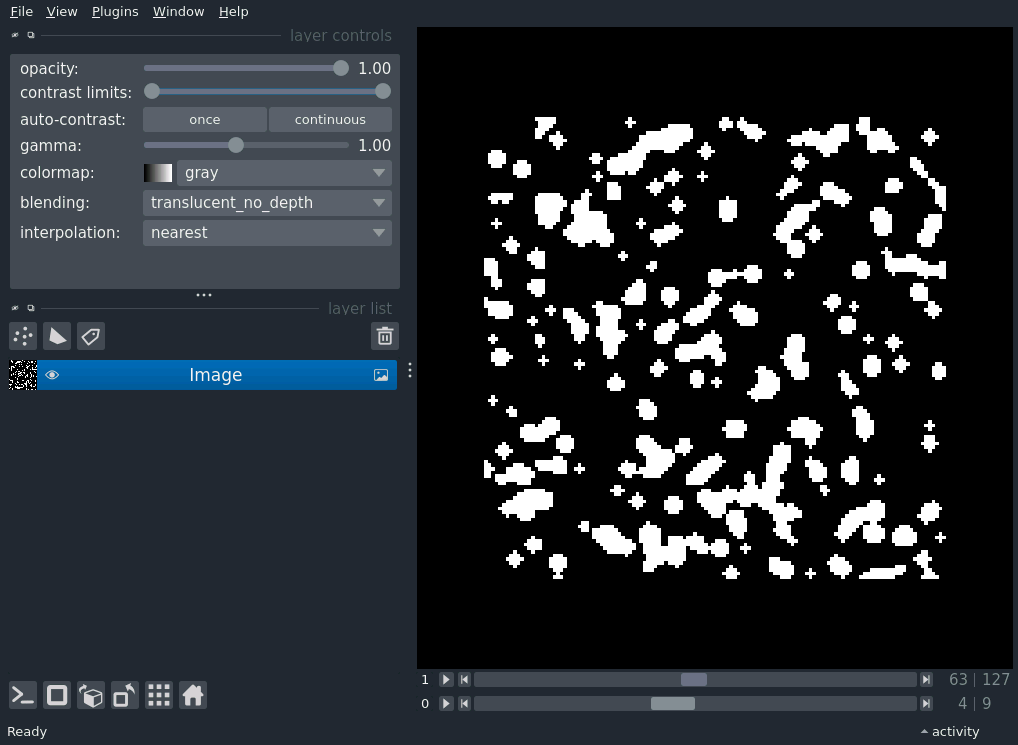 File View Plugins Window Help
layer controls
opacity: 1.00
contrast limits:
auto-contrast: once continuous
gamma: 1.00
colormap: gray
blending: translucent_no_depth
interpolation: nearest
layer list
Image
1 63 | 127
0 4 | 9
Ready activity